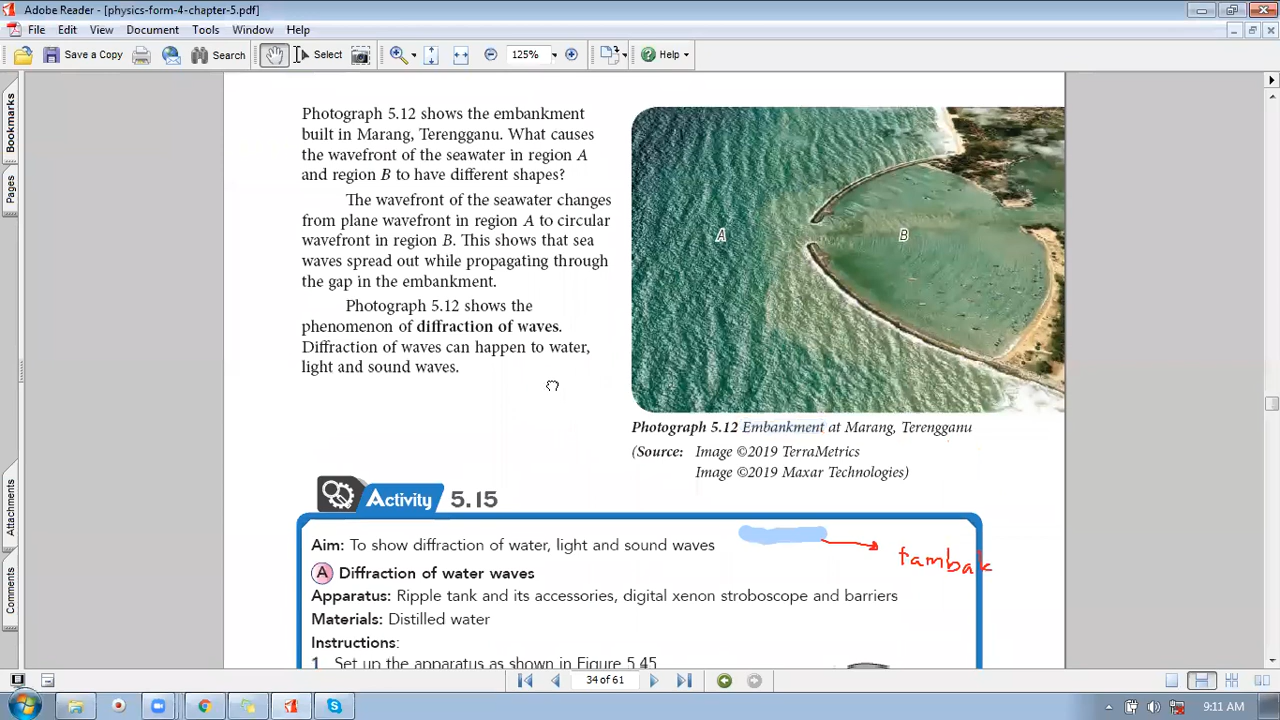 Adobe Reader - [physics-form-4-chapter-5.pdf]
File Edit View Document Tools Window Help
Save a Copy Search Select 125% Help
Bookmarks
Pages
Attachments
Comments
Photograph 5.12 shows the embankment
built in Marang, Terengganu. What causes
the wavefront of the seawater in region A
and region B to have different shapes?
The wavefront of the seawater changes
from plane wavefront in region A to circular
wavefront in region B. This shows that sea
waves spread out while propagating through
the gap in the embankment.
Photograph 5.12 shows the
phenomenon of diffraction of waves.
Diffraction of waves can happen to water,
light and sound waves.
A
B
Photograph 5.12 Embankment at Marang, Terengganu
(Source: Image ©2019 TerraMetrics
Image ©2019 Maxar Technologies)
Activity 5.15
Aim: To show diffraction of water, light and sound waves
tambak
A Diffraction of water waves
Apparatus: Ripple tank and its accessories, digital xenon stroboscope and barriers
Materials: Distilled water
Instructions:
1 Set up the apparatus as shown in Figure 5.45
34 of 61
9:11 AM